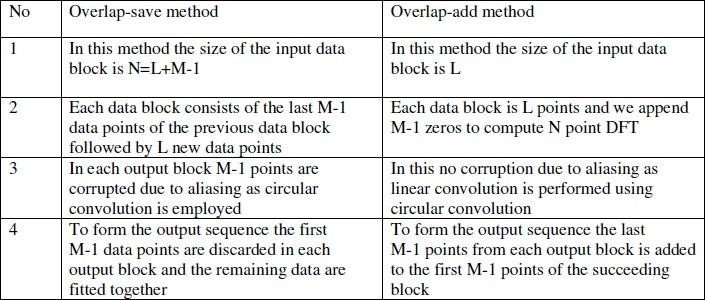 No
Overlap-save method
Overlap-add method
1
In this method the size of the input data
block is N=L+M-1
In this method the size of the input data
block is L
2
Each data block consists of the last M-1
data points of the previous data block
followed by L new data points
Each data block is L points and we append
M-1 zeros to compute N point DFT
3
In each output block M-1 points are
corrupted due to aliasing as circular
convolution is employed
In this no corruption due to aliasing as
linear convolution is performed using
circular convolution
4
To form the output sequence the first
M-1 data points are discarded in each
output block and the remaining data are
fitted together
To form the output sequence the last
M-1 points from each output block is added
to the first M-1 points of the succeeding
block